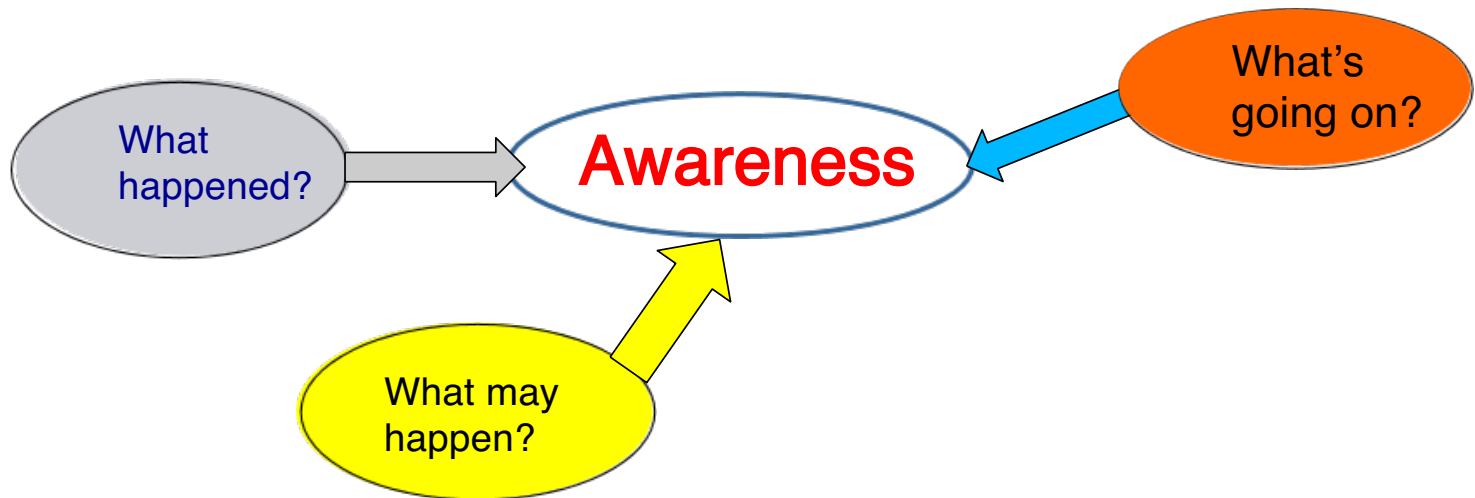 What
happened?
Awareness
What’s
going on?
What may
happen?